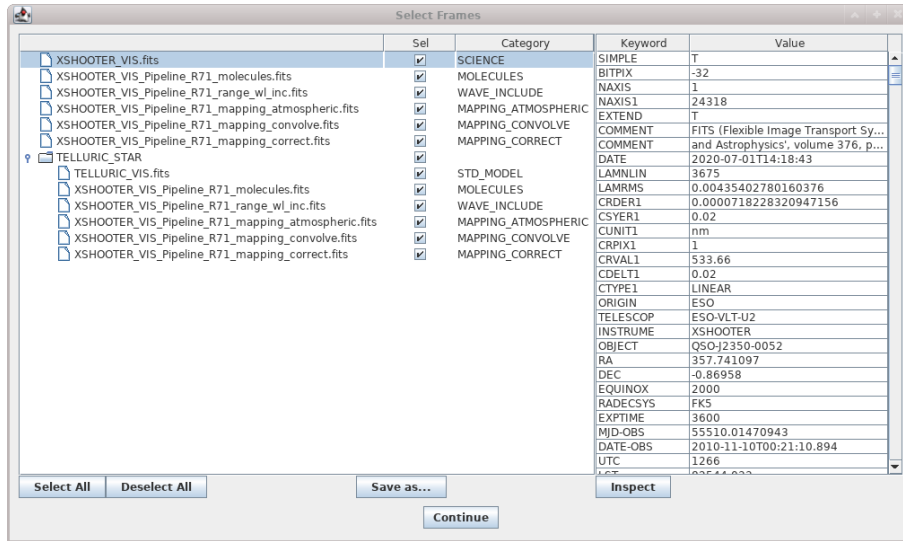 Select Frames
Sel Category Keyword Value
XSHOOTER_VIS.fits SCIENCE SIMPLE T
XSHOOTER_VIS_Pipeline_R71_molecules.fits MOLECULES BITPIX -32
XSHOOTER_VIS_Pipeline_R71_range_wl_inc.fits WAVE_INCLUDE NAXIS 1
XSHOOTER_VIS_Pipeline_R71_mapping_atmospheric.fits MAPPING_ATMOSPHERIC NAXIS1 24318
XSHOOTER_VIS_Pipeline_R71_mapping_convolve.fits MAPPING_CONVOLVE EXTEND T
XSHOOTER_VIS_Pipeline_R71_mapping_correct.fits MAPPING_CORRECT COMMENT FITS (Flexible Image Transport Sy...
TELLURIC_STAR COMMENT and Astrophysics', volume 376, p...
DATE 2020-07-01T14:18:43
TELLURIC_VIS.fits STD_MODEL LAMNLIN 3675
XSHOOTER_VIS_Pipeline_R71_molecules.fits MOLECULES LAMRMS 0.00435402780160376
XSHOOTER_VIS_Pipeline_R71_range_wl_inc.fits WAVE_INCLUDE CRDER1 0.0000718228320947156
XSHOOTER_VIS_Pipeline_R71_mapping_atmospheric.fits MAPPING_ATMOSPHERIC CSYER1 0.02
XSHOOTER_VIS_Pipeline_R71_mapping_convolve.fits MAPPING_CONVOLVE CUNIT1 nm
XSHOOTER_VIS_Pipeline_R71_mapping_correct.fits MAPPING_CORRECT CRPIX1 1
CRVAL1 533.66
CDELT1 0.02
CTYPE1 LINEAR
ORIGIN ESO
TELESCOP ESO-VLT-U2
INSTRUME XSHOOTER
OBJECT QSO-J2350-0052
RA 357.741097
DEC -0.86958
EQUINOX 2000
RADECSYS FK5
EXPTIME 3600
MJD-OBS 55510.01470943
DATE-OBS 2010-11-10T00:21:10.894
UTC 1266
Select All Deselect All Save as... Inspect
Continue